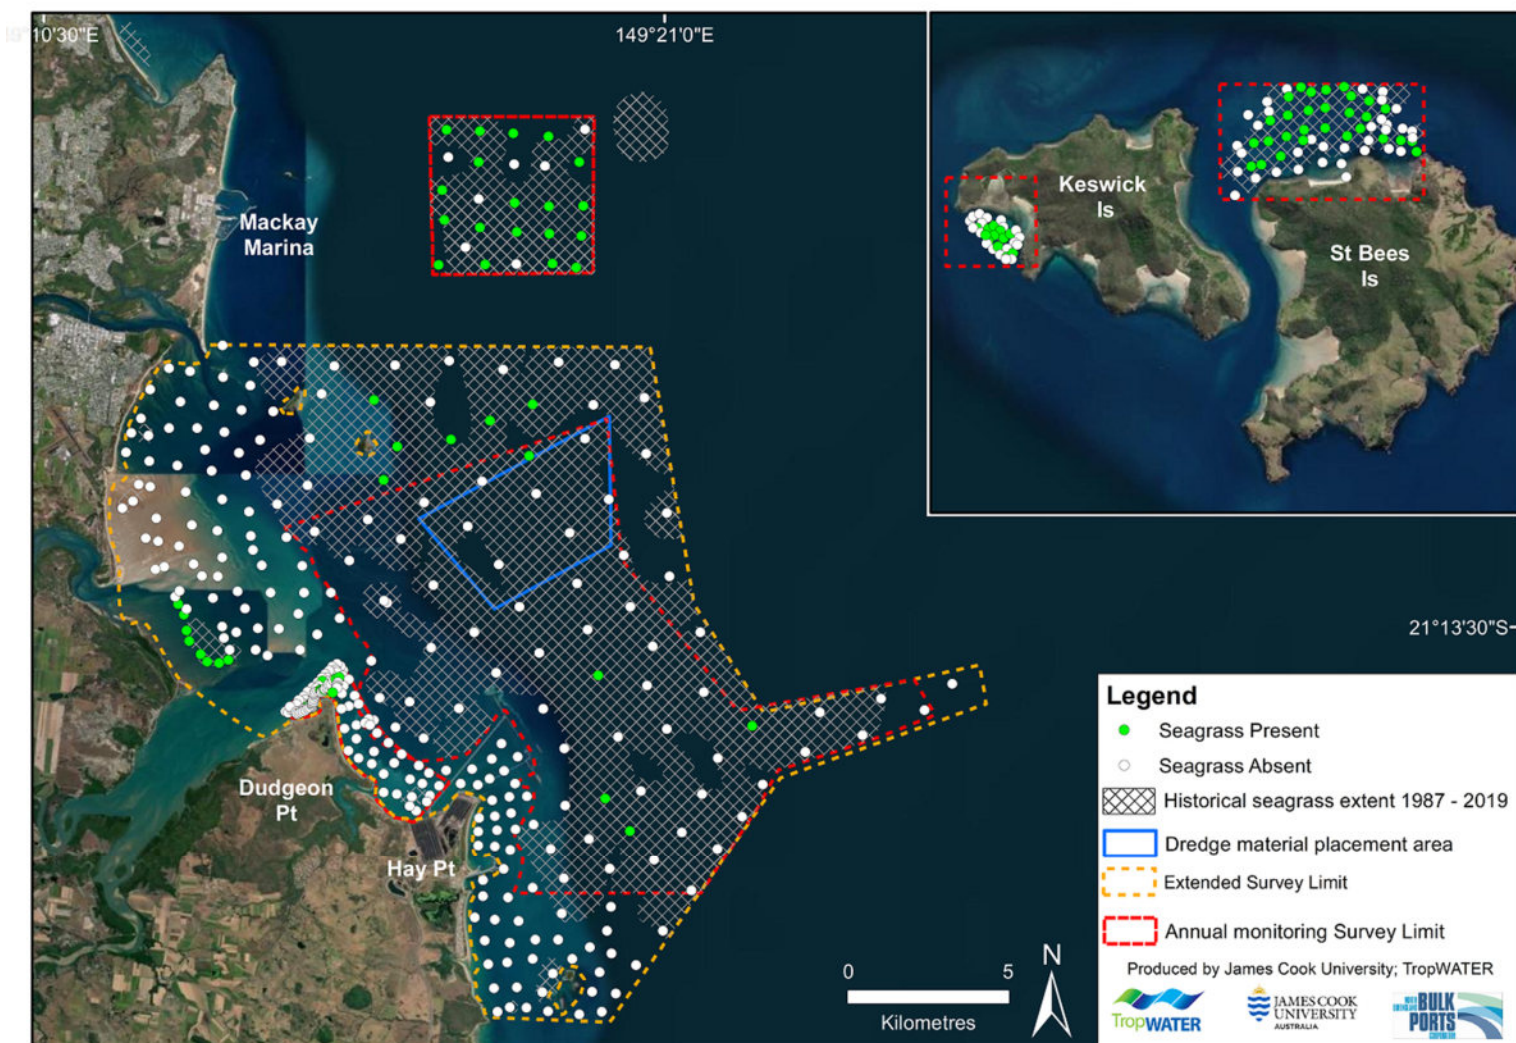 9°10'30"E
149°21'0"E
Mackay
Marina
Keswick
Is
St Bees
Is
21°13'30"S
Dudgeon
Pt
Hay Pt
Legend
Seagrass Present
Seagrass Absent
Historical seagrass extent 1987 - 2019
Dredge material placement area
Extended Survey Limit
Annual monitoring Survey Limit
Produced by James Cook University; TropWATER
0
5
Kilometres
N
TropWATER
JAMES COOK
UNIVERSITY
AUSTRALIA
BULK
PORTS